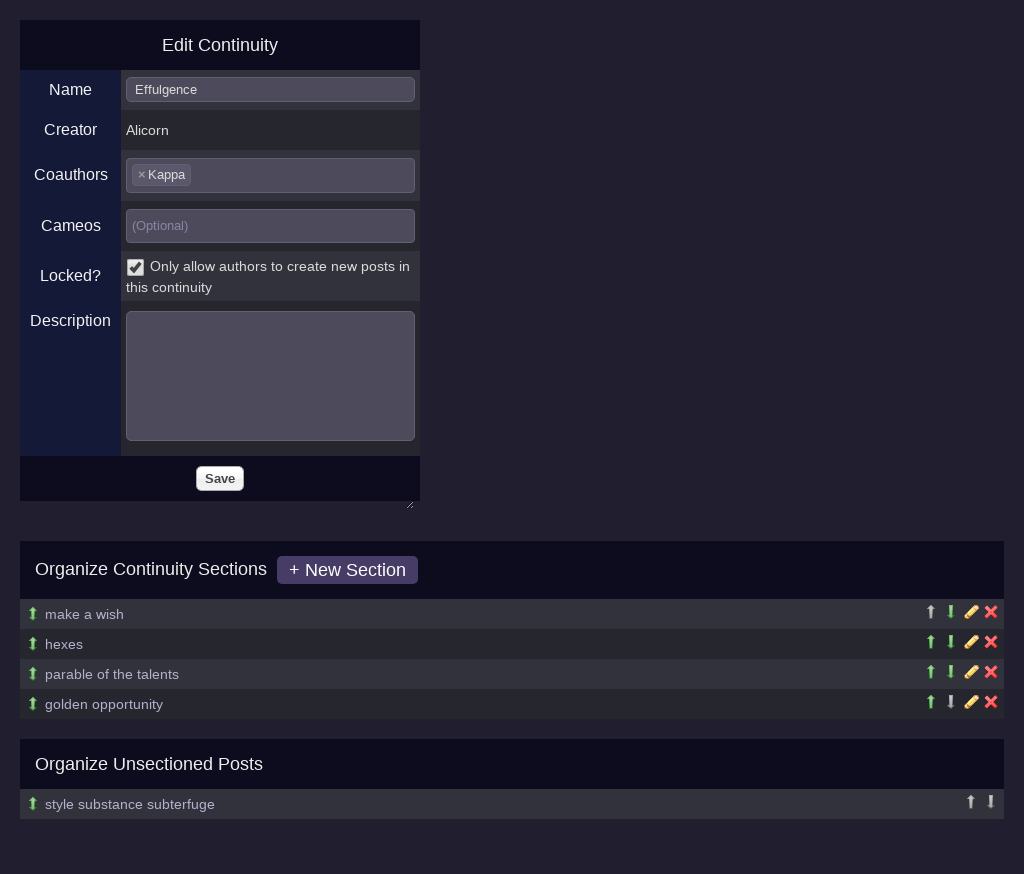 Edit Continuity
Name
Effulgence
Creator
Alicorn
Coauthors
×Kappa
Cameos
(Optional)
Locked?
Only allow authors to create new posts in
this continuity
Description
Save
Organize Continuity Sections
+ New Section
make a wish
hexes
parable of the talents
golden opportunity
Organize Unsectioned Posts
style substance subterfuge